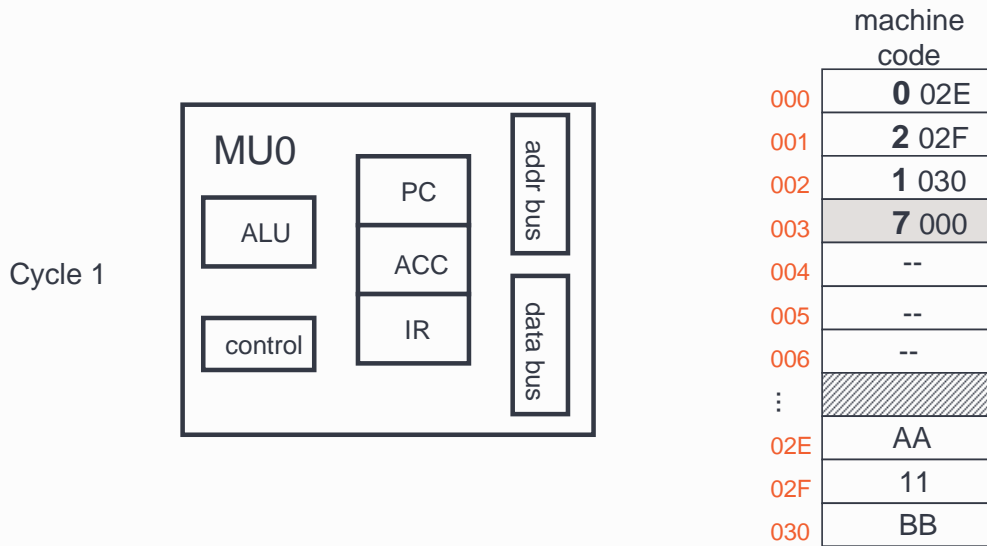 machine
code
000 0 02E
001 2 02F
002 1 030
003 7 000
004 --
005 --
006 --
...
02E AA
02F 11
030 BB
Cycle 1
MU0
ALU
control
PC
ACC
IR
addr bus
data bus